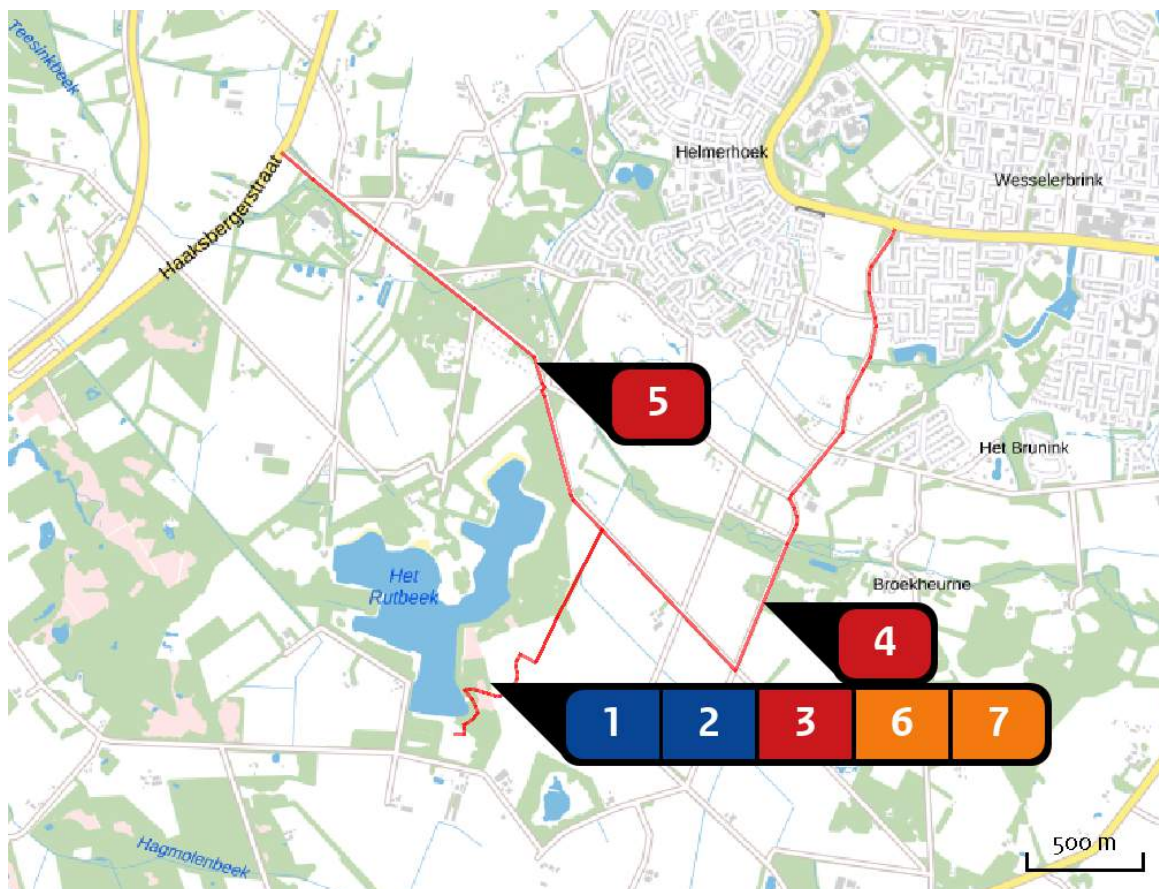 Teesinkbeek
Helmerhoek
Wesselerbrink
Haaksbergerstraat
5
Het Brunink
Het
Rutbeek
Broekheurne
4
1 2 3 6 7
Hagmolenbeek
500 m